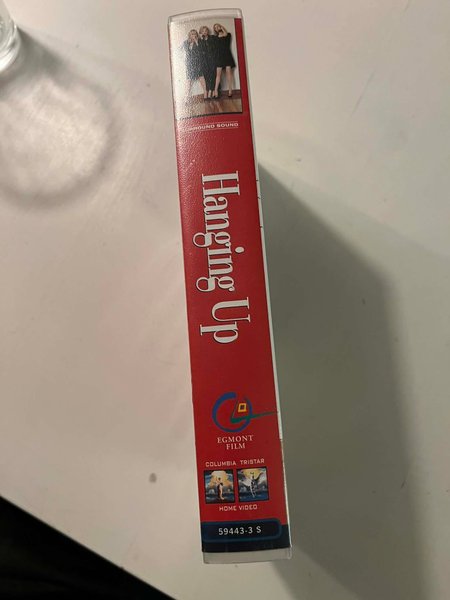 SURROUND SOUND
Hanging Up
EGMONT
FILM
COLUMBIA TRISTAR
HOME VIDEO
59443-3 S